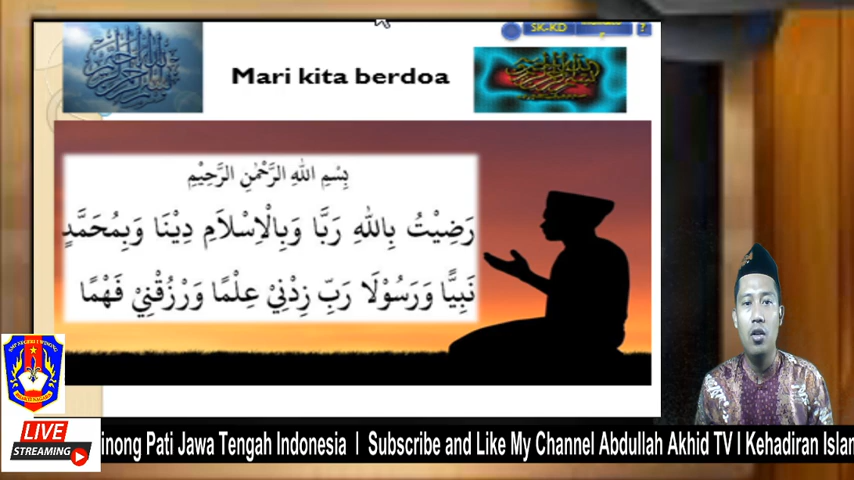 SK-KD
?
Mari kita berdoa
بِسْمِ اللهِ الرَّحْمٰنِ الرَّحِيْمِ
رَضِيْتُ بِاللهِ رَبًّا وَبِالْاِسْلَامِ دِيْنَا وَبِمُحَمَّدٍ
نَبِيًّا وَرَسُوْلَا رَبِّ زِدْنِيْ عِلْمًا وَرْزُقْنِيْ فَهْمًا
LIVE
STREAMING
inong Pati Jawa Tengah Indonesia I Subscribe and Like My Channel Abdullah Akhid TV I Kehadiran Islam